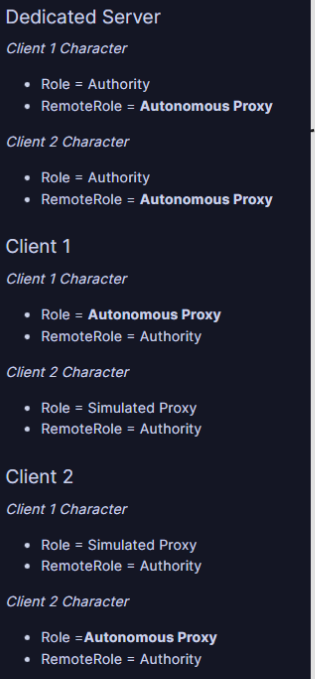 Dedicated Server
Client 1 Character
• Role = Authority
• RemoteRole = Autonomous Proxy
Client 2 Character
• Role = Authority
• RemoteRole = Autonomous Proxy
Client 1
Client 1 Character
• Role = Autonomous Proxy
• RemoteRole = Authority
Client 2 Character
• Role = Simulated Proxy
• RemoteRole = Authority
Client 2
Client 1 Character
• Role = Simulated Proxy
• RemoteRole = Authority
Client 2 Character
• Role =Autonomous Proxy
• RemoteRole = Authority